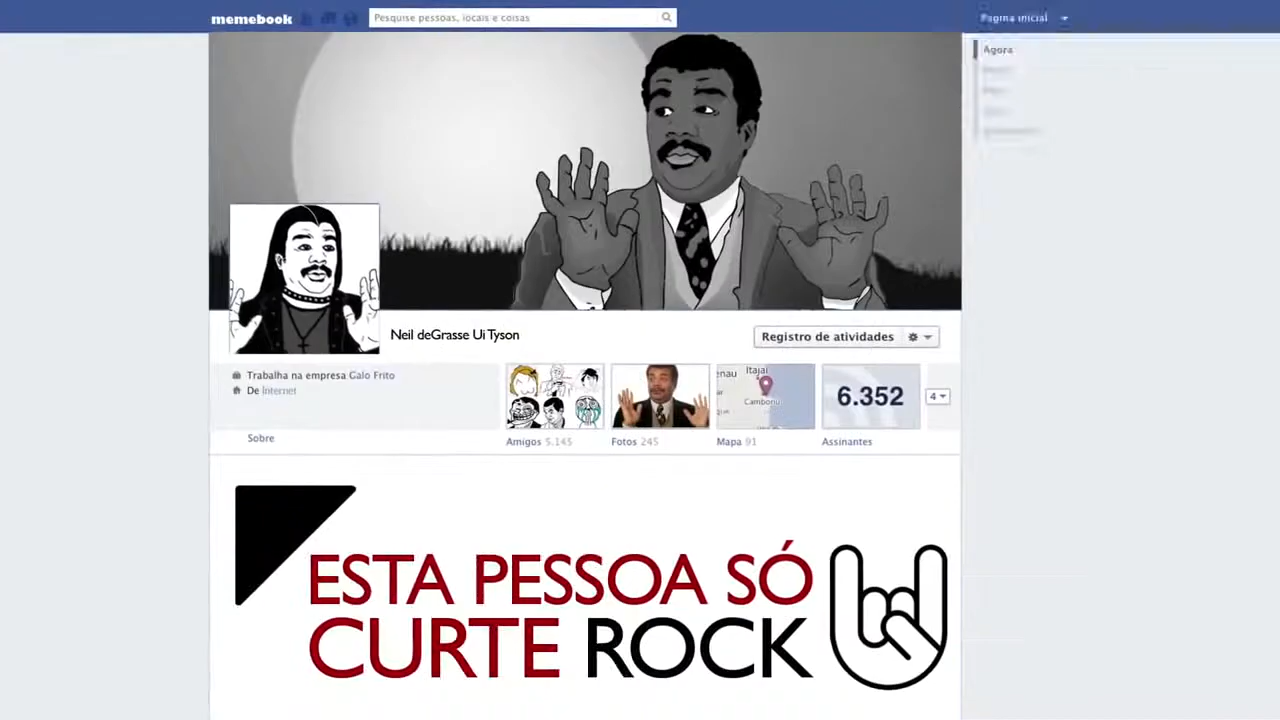 memebook
Pesquise pessoas, locais e coisas
Página inicial
Agora
Neil deGrasse Ui Tyson
Registro de atividades
Trabalha na empresa Galo Frito
De Internet
Sobre
enau
Itajaí
Camboriú
6.352
4
Amigos 5.145
Fotos 245
Mapa 91
Assinantes
ESTA PESSOA SÓ
CURTE ROCK